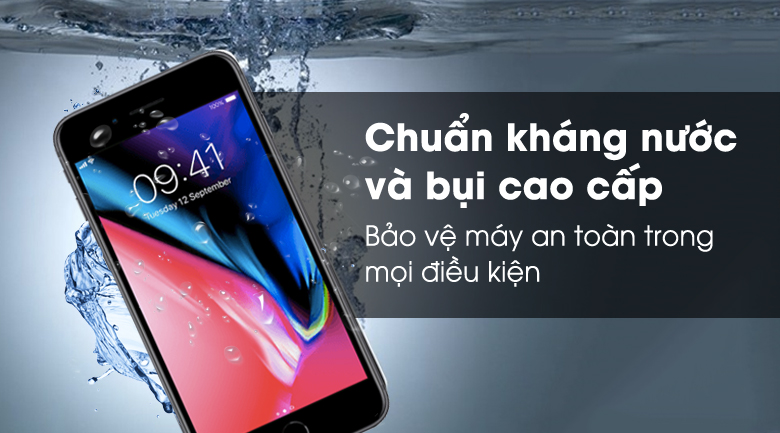 100%
09:41
Tuesday 12 September
Chuẩn kháng nước
và bụi cao cấp
Bảo vệ máy an toàn trong
mọi điều kiện